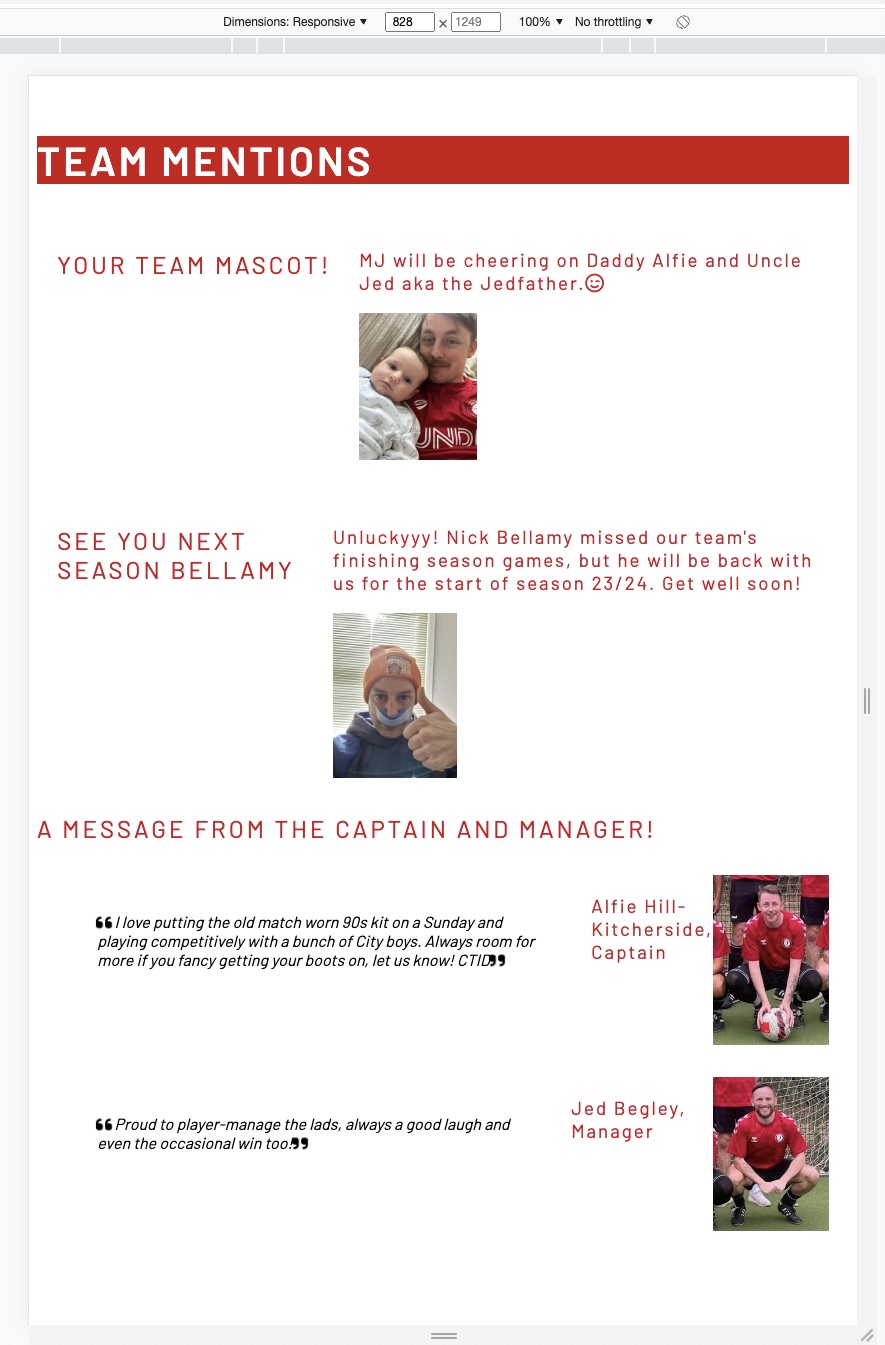 Dimensions: Responsive ▼ 828 × 1249 100% ▼ No throttling ▼
TEAM MENTIONS
YOUR TEAM MASCOT!
MJ will be cheering on Daddy Alfie and Uncle
Jed aka the Jedfather.
UNDE
SEE YOU NEXT
SEASON BELLAMY
Unluckyyy! Nick Bellamy missed our team's
finishing season games, but he will be back with
us for the start of season 23/24. Get well soon!
A MESSAGE FROM THE CAPTAIN AND MANAGER!
❝ I love putting the old match worn 90s kit on a Sunday and
playing competitively with a bunch of City boys. Always room for
more if you fancy getting your boots on, let us know! CTID❞
Alfie Hill-
Kitcherside,
Captain
❝ Proud to player-manage the lads, always a good laugh and
even the occasional win too!❞
Jed Begley,
Manager